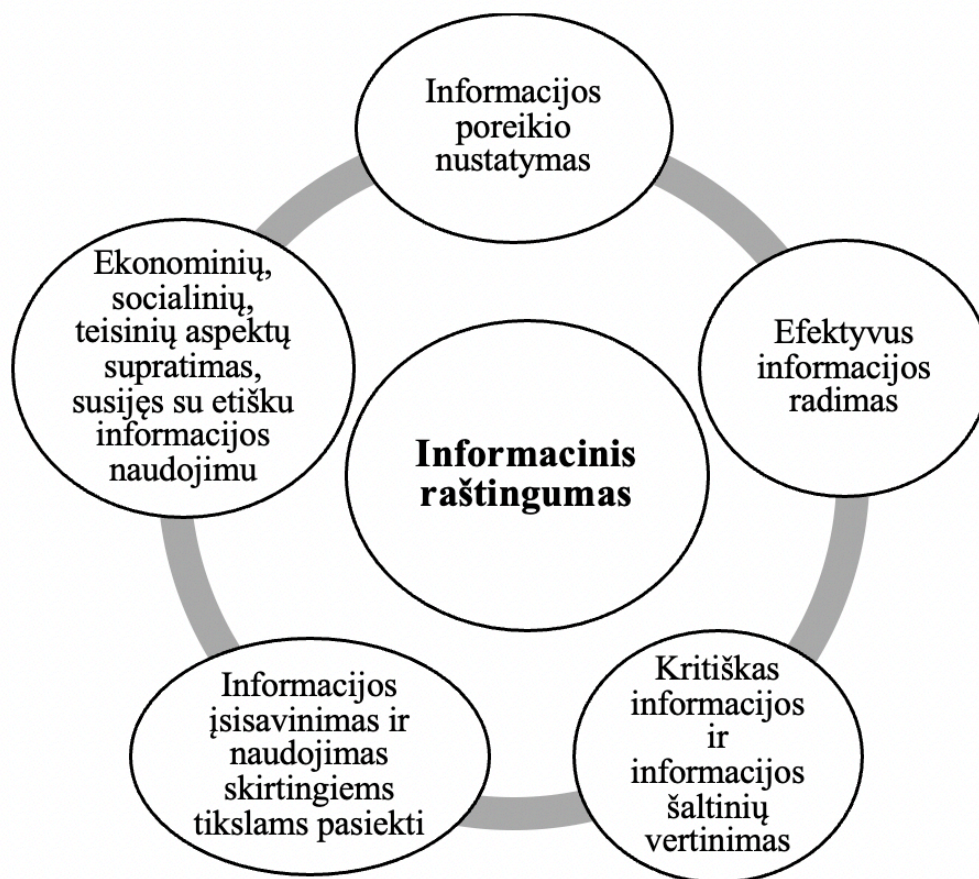 Informacijos
poreikio
nustatymas
Efektyvus
informacijos
radimas
Kritiškas
informacijos
ir
informacijos
šaltinių
vertinimas
Informacijos
įsisavinimas ir
naudojimas
skirtingiems
tikslams pasiekti
Ekonominių,
socialinių,
teisinių aspektų
supratimas,
susijęs su etišku
informacijos
naudojimu
Informacinis
raštingumas